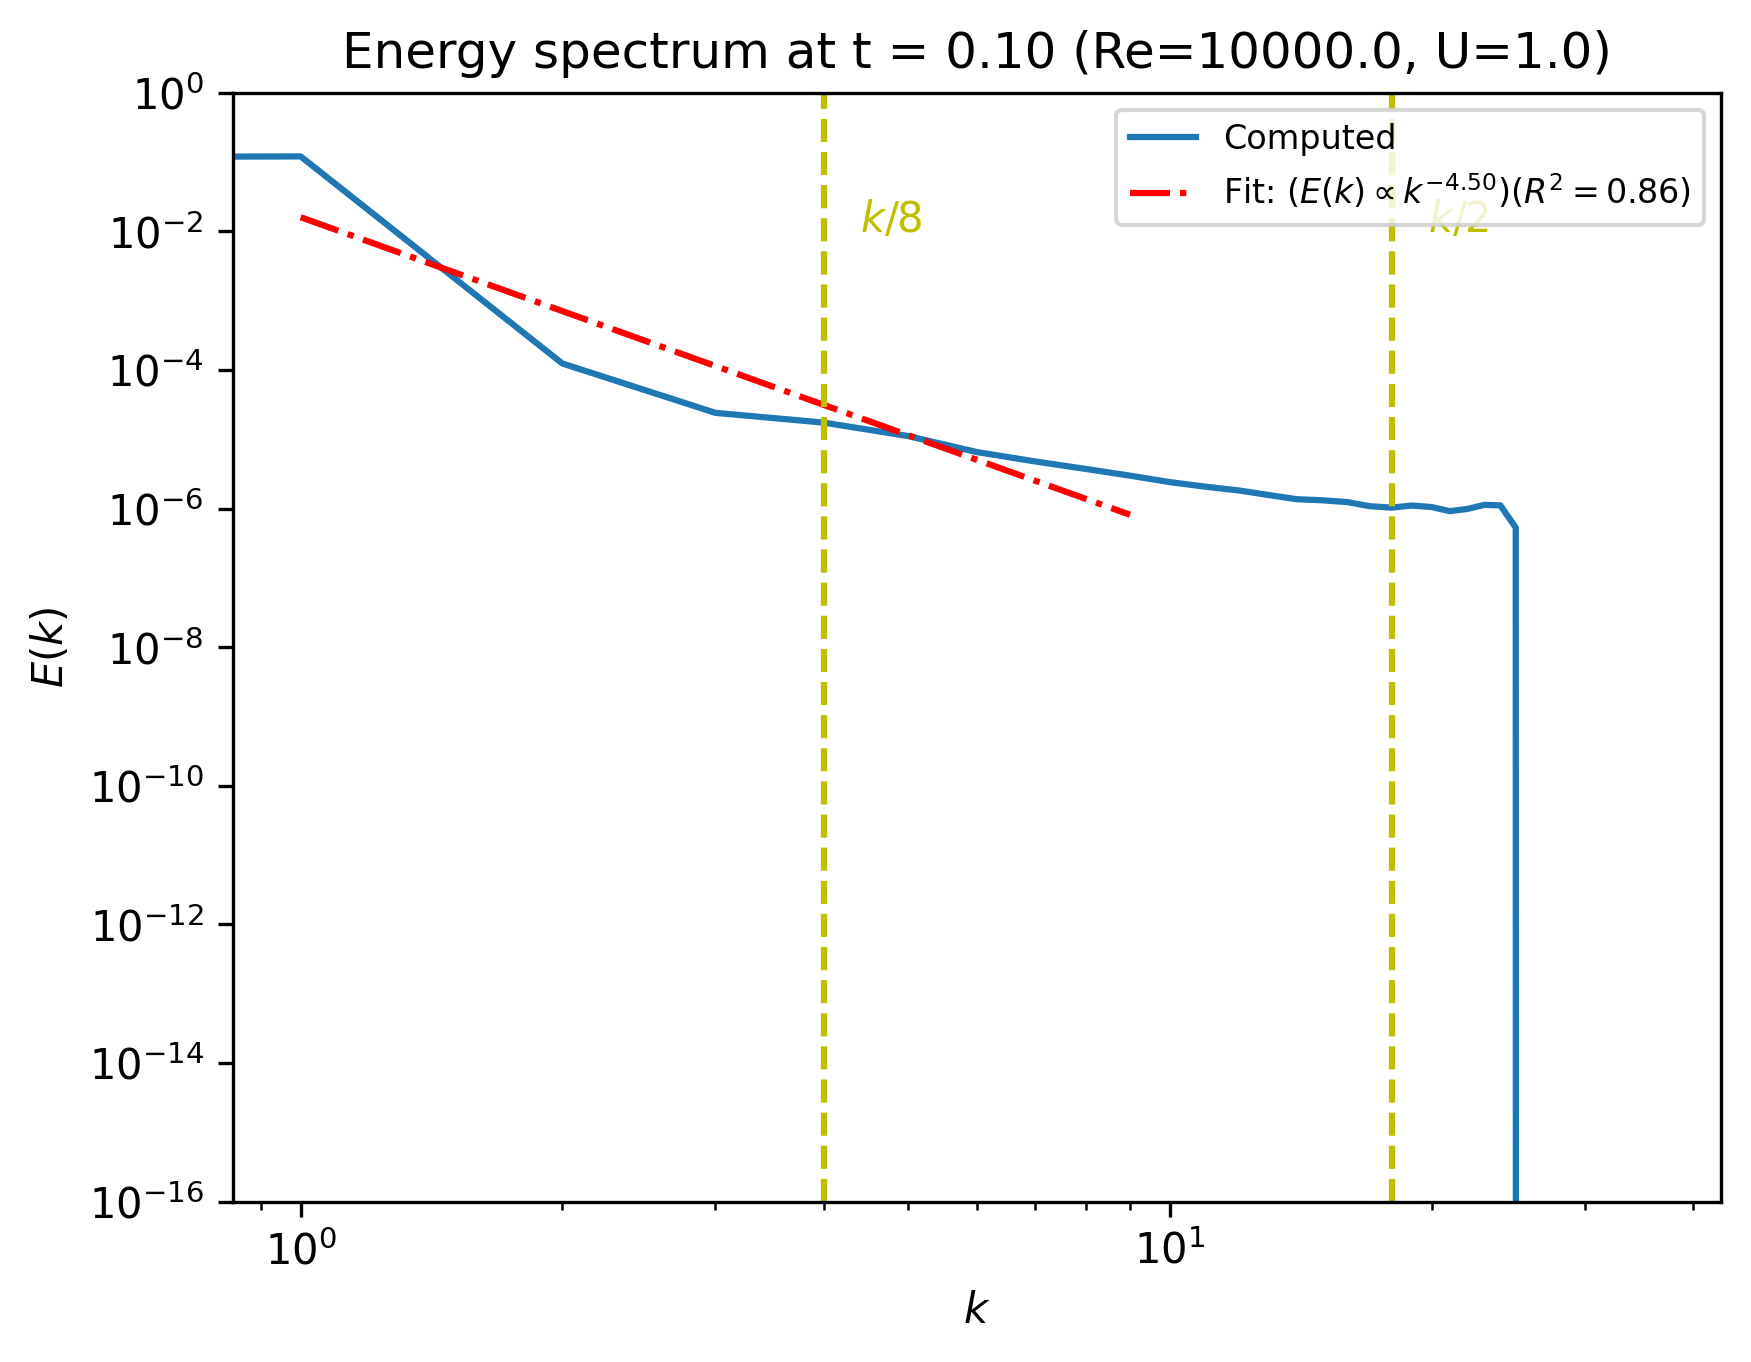 Energy spectrum at t = 0.10 (Re=10000.0, U=1.0)
10^0
10^-2
10^-4
10^-6
10^-8
10^-10
10^-12
10^-14
10^-16
E(k)
Computed
Fit: (E(k) ∝ k^-4.50)(R^2 = 0.86)
k/8
k/2
10^0
10^1
k